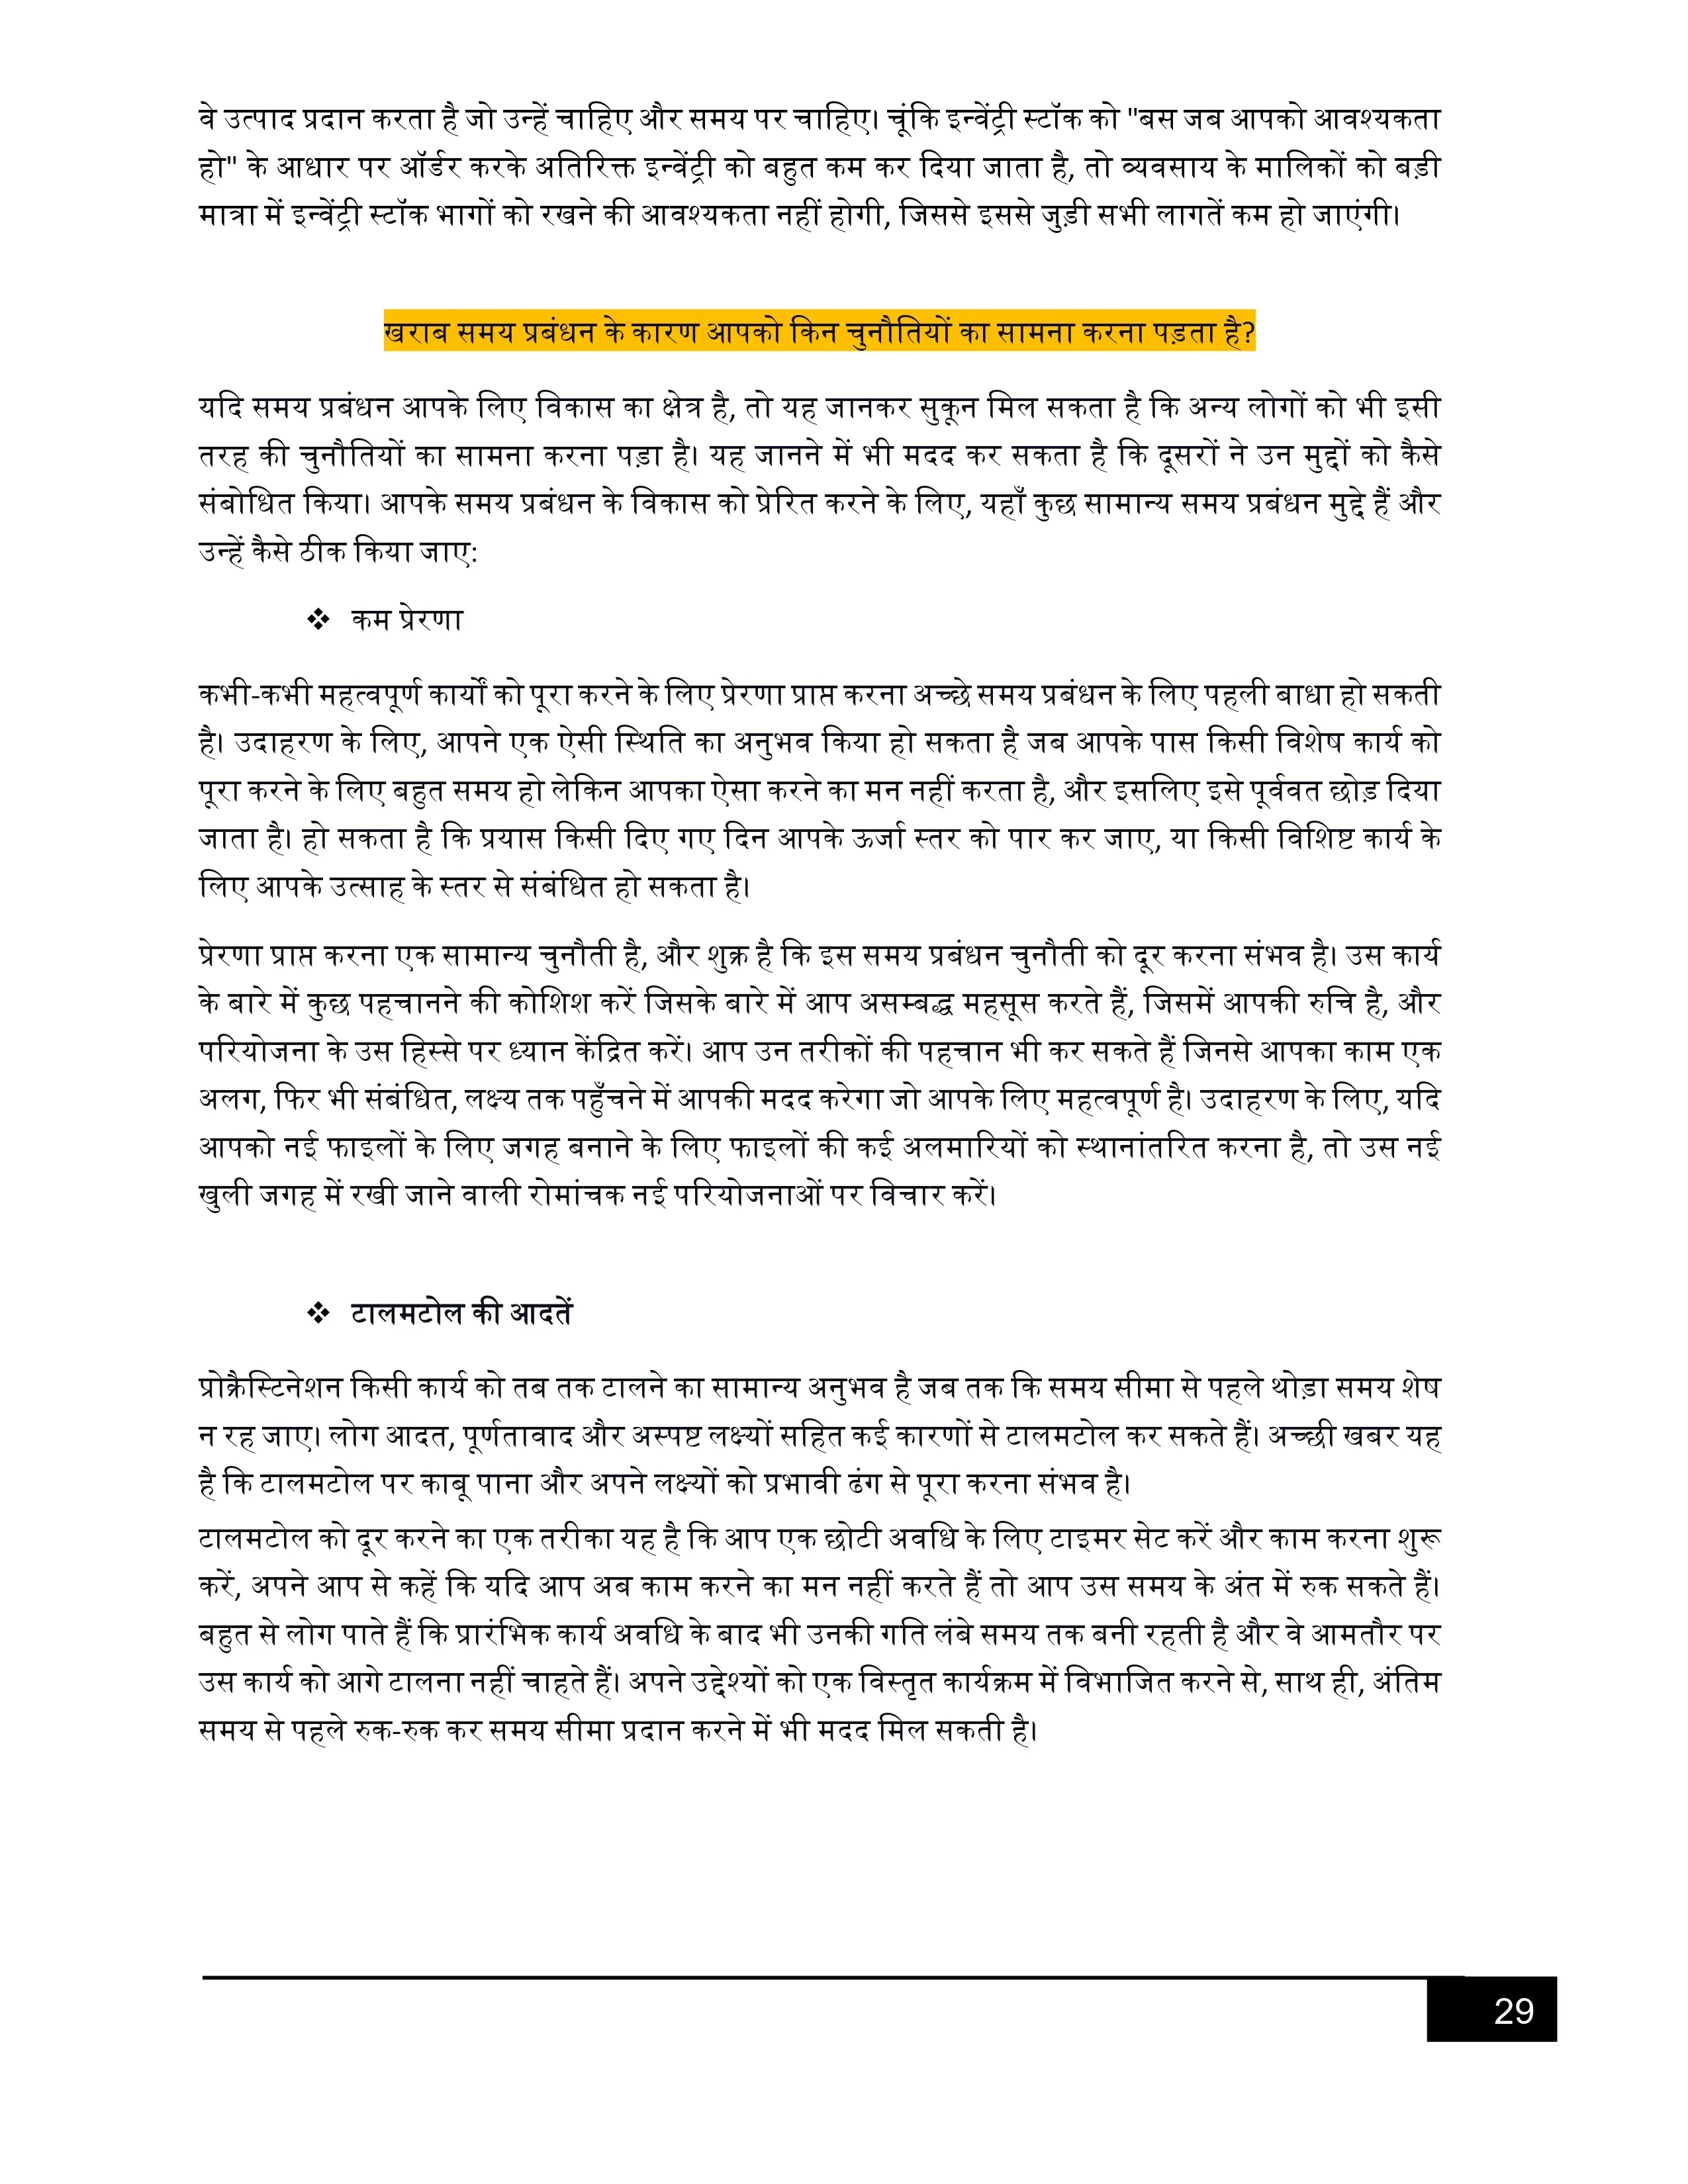 वे उत्पाद प्रदान करता है जो उन्हें चाहिए और समय पर चाहिए। चूंकि इन्वेंट्री स्टॉक को "बस जब आपको आवश्यकता
हो" के आधार पर ऑर्डर करके अतिरिक्त इन्वेंट्री को बहुत कम कर दिया जाता है, तो व्यवसाय के मालिकों को बड़ी
मात्रा में इन्वेंट्री स्टॉक भागों को रखने की आवश्यकता नहीं होगी, जिससे इससे जुड़ी सभी लागतें कम हो जाएंगी।
खराब समय प्रबंधन के कारण आपको किन चुनौतियों का सामना करना पड़ता है?
यदि समय प्रबंधन आपके लिए विकास का क्षेत्र है, तो यह जानकर सुकून मिल सकता है कि अन्य लोगों को भी इसी
तरह की चुनौतियों का सामना करना पड़ा है। यह जानने में भी मदद कर सकता है कि दूसरों ने उन मुद्दों को कैसे
संबोधित किया। आपके समय प्रबंधन के विकास को प्रेरित करने के लिए, यहाँ कुछ सामान्य समय प्रबंधन मुद्दे हैं और
उन्हें कैसे ठीक किया जाए:
❖ कम प्रेरणा
कभी-कभी महत्वपूर्ण कार्यों को पूरा करने के लिए प्रेरणा प्राप्त करना अच्छे समय प्रबंधन के लिए पहली बाधा हो सकती
है। उदाहरण के लिए, आपने एक ऐसी स्थिति का अनुभव किया हो सकता है जब आपके पास किसी विशेष कार्य को
पूरा करने के लिए बहुत समय हो लेकिन आपका ऐसा करने का मन नहीं करता है, और इसलिए इसे पूर्ववत छोड़ दिया
जाता है। हो सकता है कि प्रयास किसी दिए गए दिन आपके ऊर्जा स्तर को पार कर जाए, या किसी विशिष्ट कार्य के
लिए आपके उत्साह के स्तर से संबंधित हो सकता है।
प्रेरणा प्राप्त करना एक सामान्य चुनौती है, और शुक्र है कि इस समय प्रबंधन चुनौती को दूर करना संभव है। उस कार्य
के बारे में कुछ पहचानने की कोशिश करें जिसके बारे में आप असम्बद्ध महसूस करते हैं, जिसमें आपकी रुचि है, और
परियोजना के उस हिस्से पर ध्यान केंद्रित करें। आप उन तरीकों की पहचान भी कर सकते हैं जिनसे आपका काम एक
अलग, फिर भी संबंधित, लक्ष्य तक पहुँचने में आपकी मदद करेगा जो आपके लिए महत्वपूर्ण है। उदाहरण के लिए, यदि
आपको नई फाइलों के लिए जगह बनाने के लिए फाइलों की कई अलमारियों को स्थानांतरित करना है, तो उस नई
खुली जगह में रखी जाने वाली रोमांचक नई परियोजनाओं पर विचार करें।
❖ टालमटोल की आदतें
प्रोक्रैस्टिनेशन किसी कार्य को तब तक टालने का सामान्य अनुभव है जब तक कि समय सीमा से पहले थोड़ा समय शेष
न रह जाए। लोग आदत, पूर्णतावाद और अस्पष्ट लक्ष्यों सहित कई कारणों से टालमटोल कर सकते हैं। अच्छी खबर यह
है कि टालमटोल पर काबू पाना और अपने लक्ष्यों को प्रभावी ढंग से पूरा करना संभव है।
टालमटोल को दूर करने का एक तरीका यह है कि आप एक छोटी अवधि के लिए टाइमर सेट करें और काम करना शुरू
करें, अपने आप से कहें कि यदि आप अब काम करने का मन नहीं करते हैं तो आप उस समय के अंत में रुक सकते हैं।
बहुत से लोग पाते हैं कि प्रारंभिक कार्य अवधि के बाद भी उनकी गति लंबे समय तक बनी रहती है और वे आमतौर पर
उस कार्य को आगे टालना नहीं चाहते हैं। अपने उद्देश्यों को एक विस्तृत कार्यक्रम में विभाजित करने से, साथ ही, अंतिम
समय से पहले रुक-रुक कर समय सीमा प्रदान करने में भी मदद मिल सकती है।
29